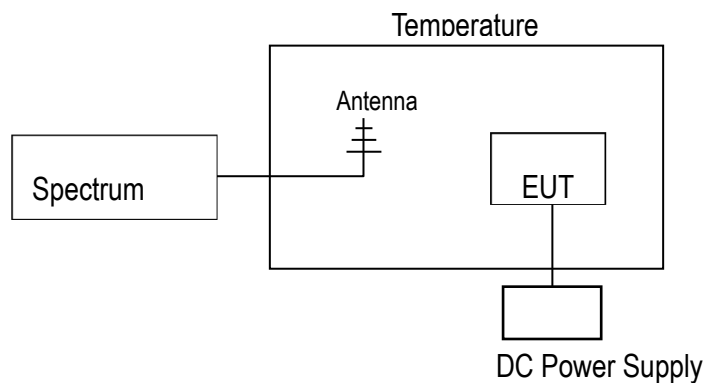 Temperature
Antenna
Spectrum
EUT
DC Power Supply